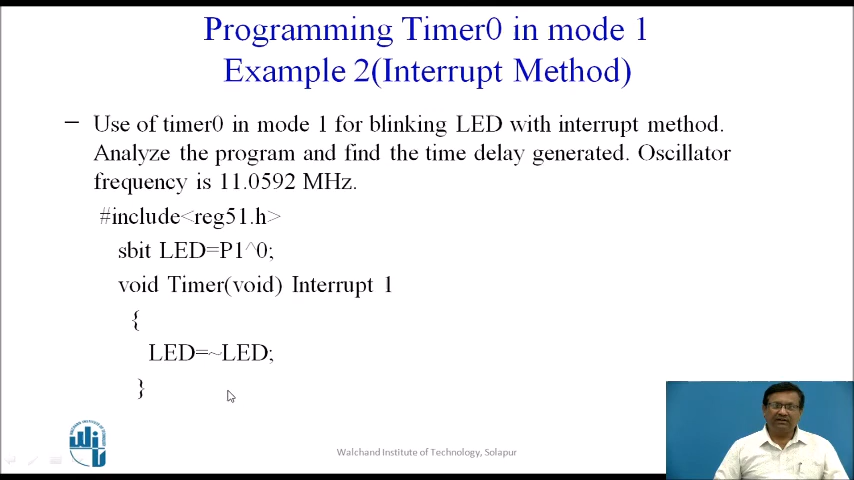 Programming Timer0 in mode 1
Example 2(Interrupt Method)
– Use of timer0 in mode 1 for blinking LED with interrupt method.
Analyze the program and find the time delay generated. Oscillator
frequency is 11.0592 MHz.
#include<reg51.h>
sbit LED=P1^0;
void Timer(void) Interrupt 1
{
LED=~LED;
}
Walchand Institute of Technology, Solapur